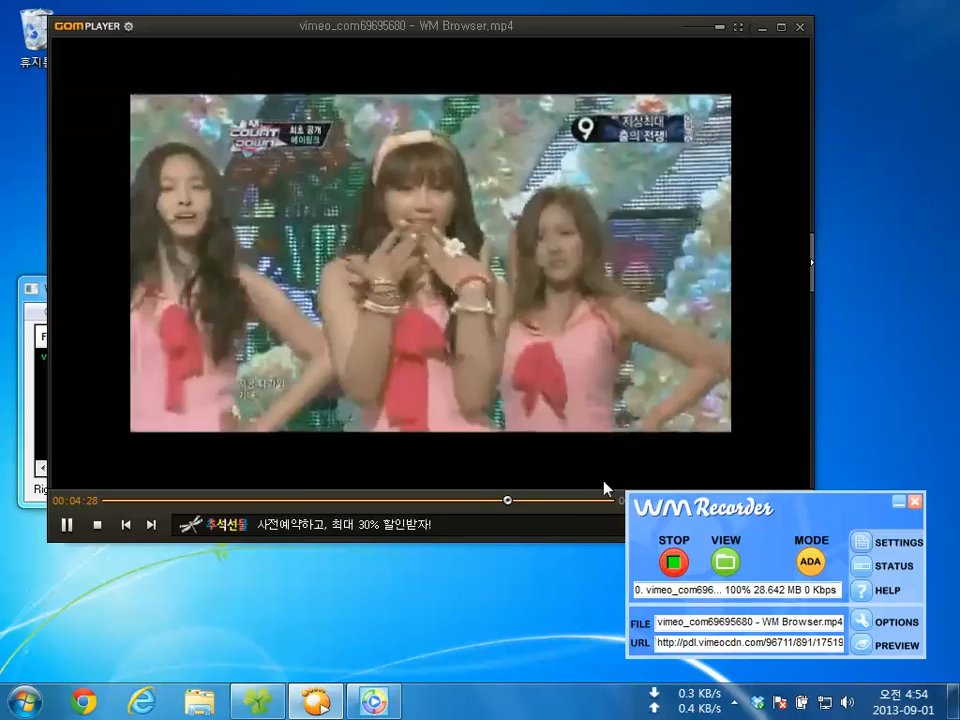 GOMPLAYER
vimeo_com69695680 - WM Browser.mp4
휴지통
COUNT
DOWN
최초 공개
에이핑크
9
지상최대
춤의 전쟁!
W
F
v
Rig
00:04:28
추석선물 사전예약하고, 최대 30% 할인받자!
WM Recorder
STOP
VIEW
MODE
ADA
0. vimeo_com696... 100% 28.642 MB 0 Kbps
FILE vimeo_com69695680 - WM Browser.mp4
URL http://pdl.vimeocdn.com/96711/891/17519
SETTINGS
STATUS
HELP
OPTIONS
PREVIEW
0.3 KB/s
0.4 KB/s
오전 4:54
2013-09-01